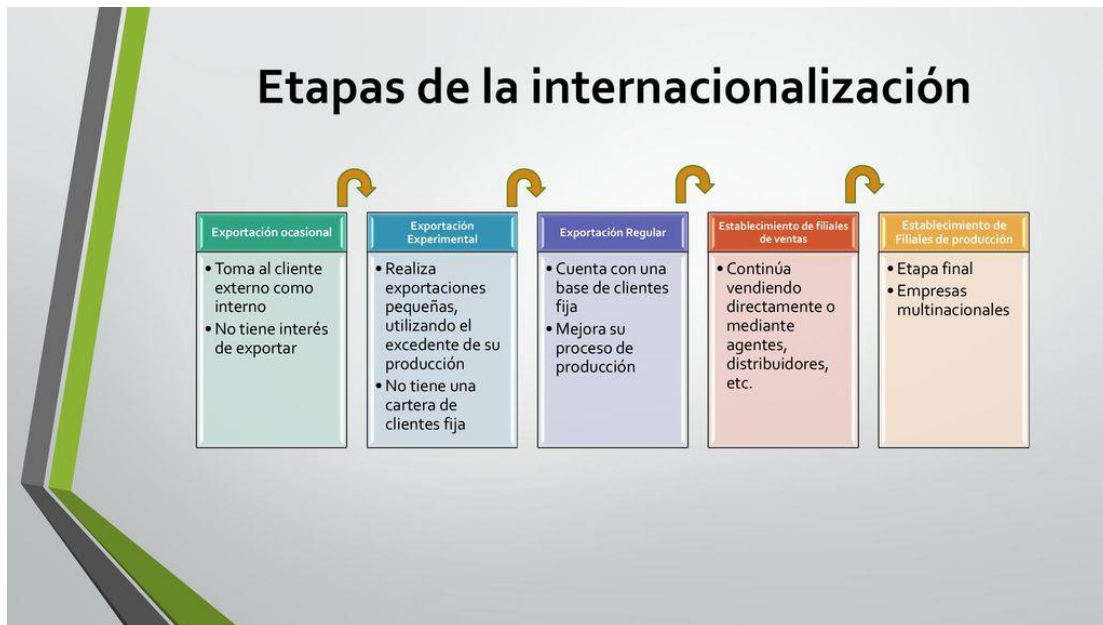 Etapas de la internacionalización
Exportación ocasional
• Toma al cliente
externo como
interno
• No tiene interés
de exportar
Exportación
Experimental
• Realiza
exportaciones
pequeñas,
utilizando el
excedente de su
producción
• No tiene una
cartera de
clientes fija
Exportación Regular
• Cuenta con una
base de clientes
fija
• Mejora su
proceso de
producción
Establecimiento de filiales
de ventas
• Continúa
vendiendo
directamente o
mediante
agentes,
distribuidores,
etc.
Establecimiento de
Filiales de producción
• Etapa final
• Empresas
multinacionales